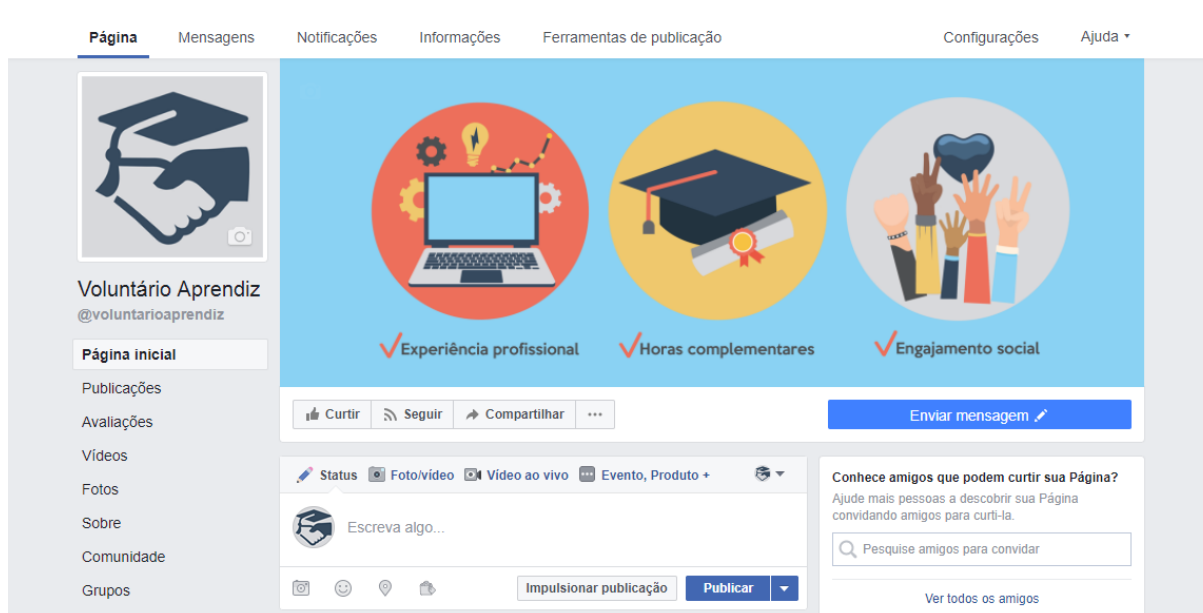 Página Mensagens Notificações Informações Ferramentas de publicação Configurações Ajuda
Voluntário Aprendiz
@voluntarioaprendiz
Página inicial
Publicações
Avaliações
Vídeos
Fotos
Sobre
Comunidade
Grupos
Experiência profissional Horas complementares Engajamento social
Curtir Seguir Compartilhar ... Enviar mensagem
Status Foto/vídeo Vídeo ao vivo Evento, Produto +
Escreva algo...
Impulsionar publicação Publicar
Conhece amigos que podem curtir sua Página?
Ajude mais pessoas a descobrir sua Página
convidando amigos para curti-la.
Pesquise amigos para convidar
Ver todos os amigos